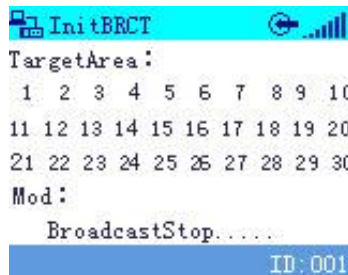 InitBRCT
TargetArea:
1 2 3 4 5 6 7 8 9 10
11 12 13 14 15 16 17 18 19 20
21 22 23 24 25 26 27 28 29 30
Mod:
BroadcastStop.....
ID:001